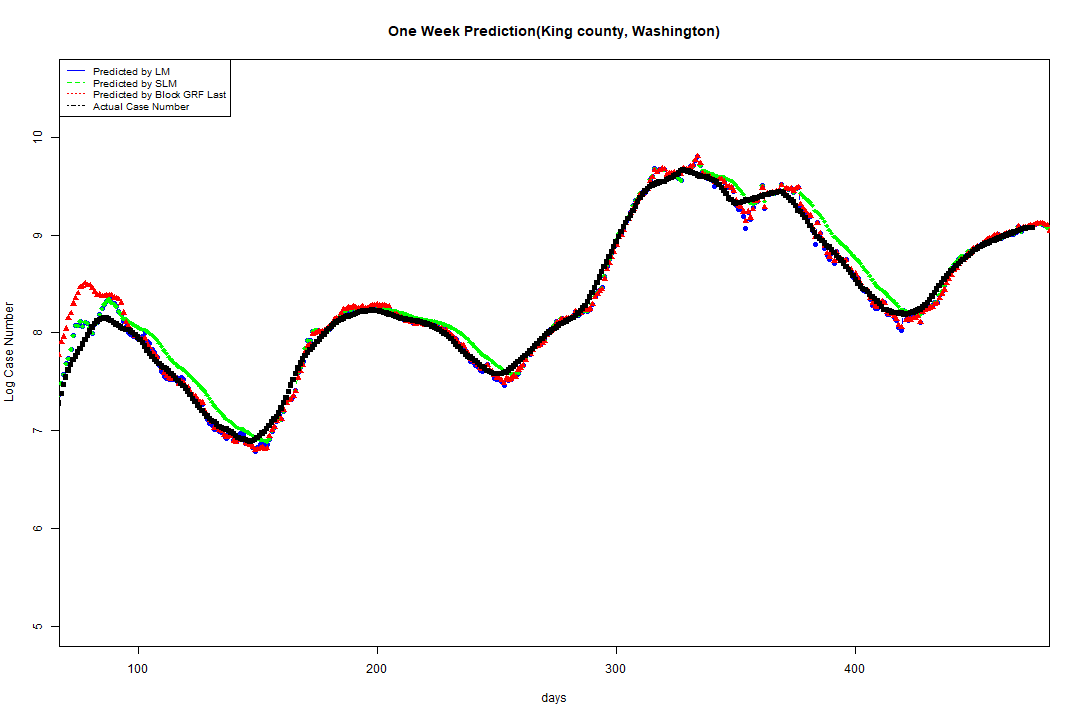 One Week Prediction(King county, Washington)
Predicted by LM
Predicted by SLM
Predicted by Block GRF Last
Actual Case Number
10
9
8
7
6
5
Log Case Number
100 200 300 400
days